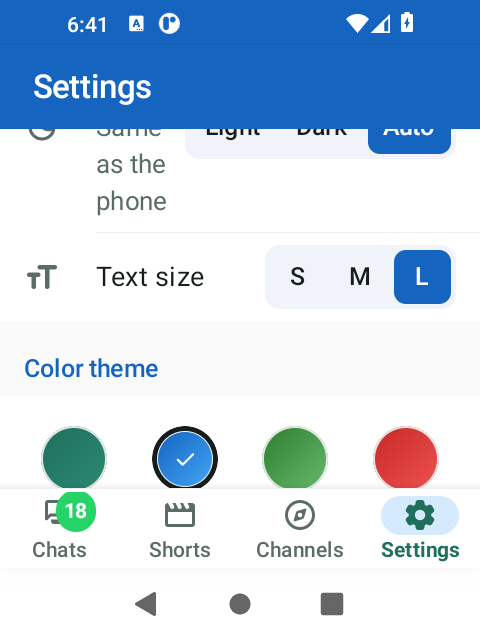 6:41
Settings
Same
as the
phone
Light Dark Auto
Text size
S M L
Color theme
18
Chats
Shorts
Channels
Settings